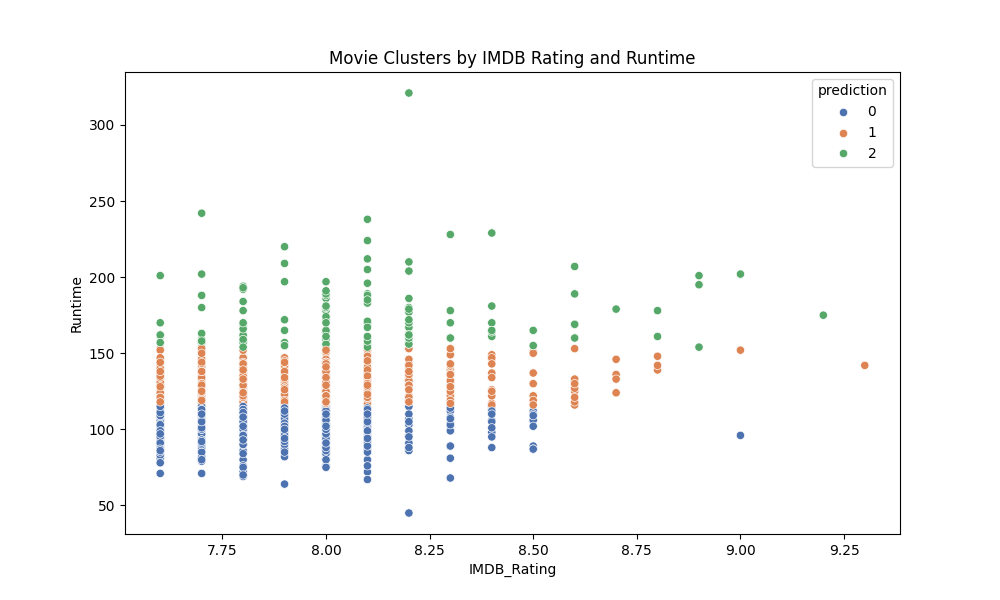 Movie Clusters by IMDB Rating and Runtime
prediction
0
1
2
Runtime
300
250
200
150
100
50
7.75 8.00 8.25 8.50 8.75 9.00 9.25
IMDB_Rating